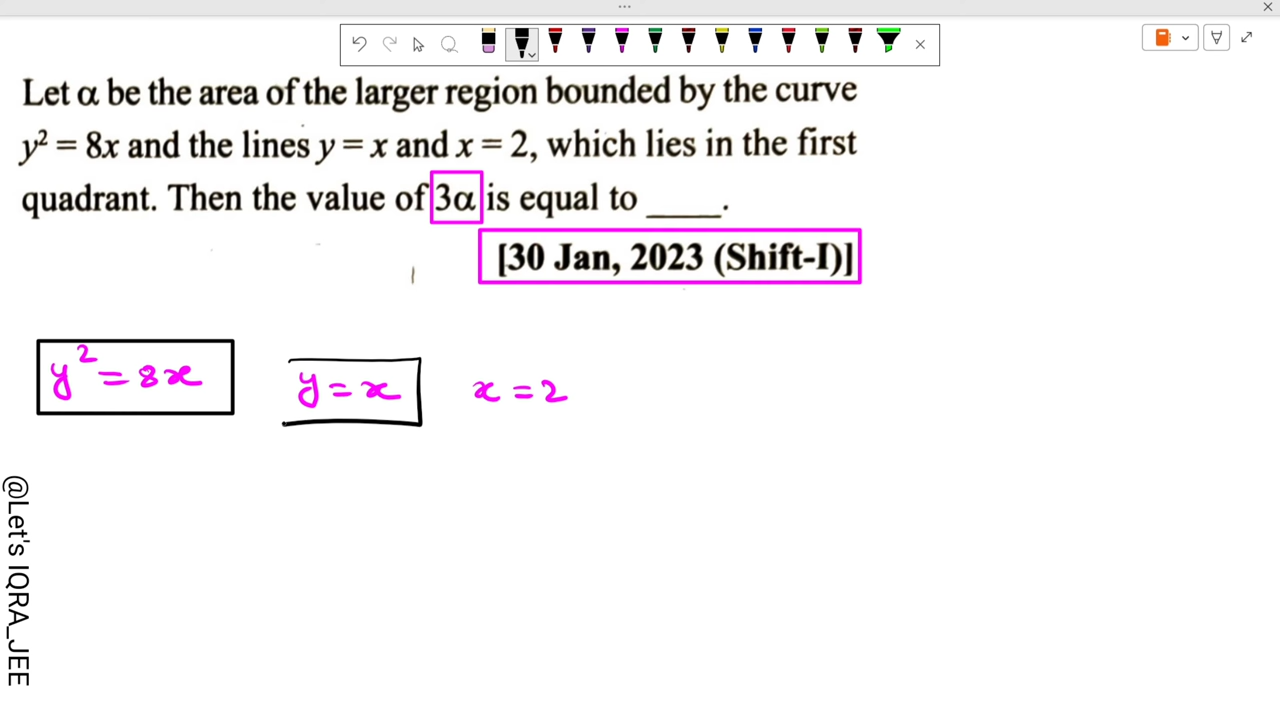 Let α be the area of the larger region bounded by the curve
y² = 8x and the lines y = x and x = 2, which lies in the first
quadrant. Then the value of 3α is equal to ____.
[30 Jan, 2023 (Shift-I)]
y² = 8x y = x x = 2
@Let's IQRA_JEE